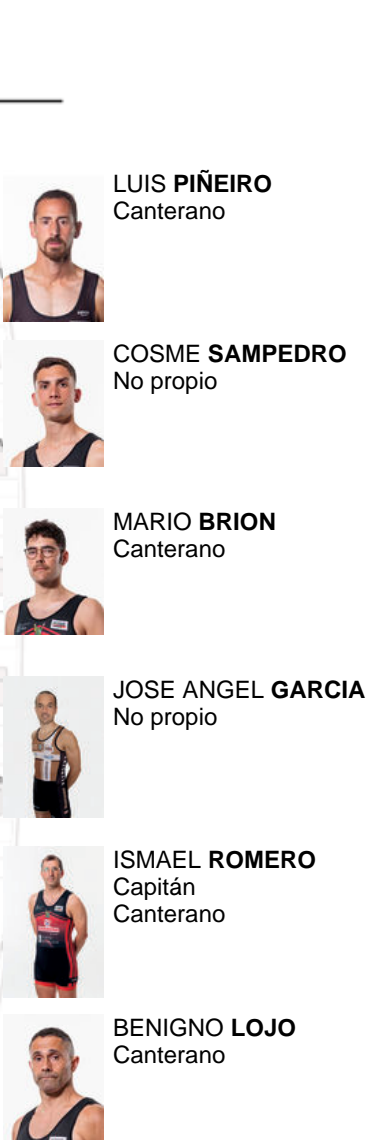 LUIS PIÑEIRO
Canterano
COSME SAMPEDRO
No propio
MARIO BRION
Canterano
JOSE ANGEL GARCIA
No propio
ISMAEL ROMERO
Capitán
Canterano
BENIGNO LOJO
Canterano